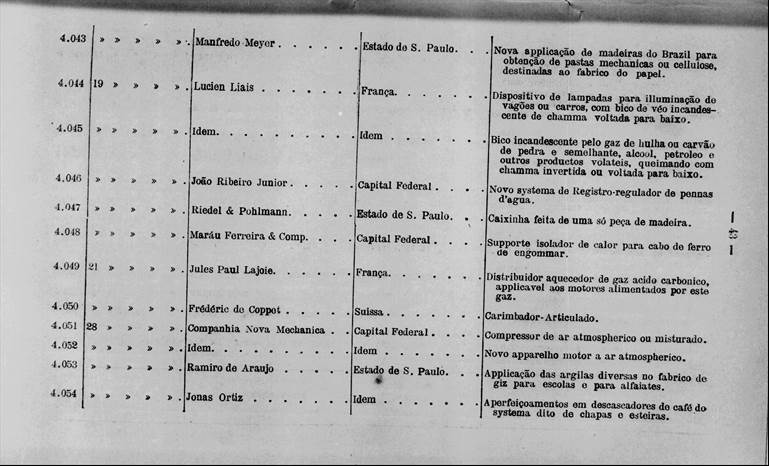 4.043 » » » » » . Manfredo Meyer . . . . . . Estado de S. Paulo. . . Nova applicação de madeiras do Brazil para
obtenção de pastas mechanicas ou cellulose,
destinadas ao fabrico do papel.
4.044 19 » » » » . Lucien Liais . . . . . . . França. . . . . . . . Dispositivo de lampadas para illuminação de
vagões ou carros, com bico de véo incandes-
cente de chamma voltada para baixo.
4.045 » » » » » . Idem. . . . . . . . . . Idem . . . . . . . . Bico incandescente pelo gaz de hulha ou carvão
de pedra e semelhante, alcool, petroleo e
outros productos volateis, queimando com
chamma invertida ou voltada para baixo.
4.046 » » » » » . João Ribeiro Junior . . . . . Capital Federal . . . . Novo systema de Registro-regulador de pennas
d'agua.
4.047 » » » » » . Riedel & Pohlmann. . . . . Estado de S. Paulo. . . Caixinha feita de uma só peça de madeira.
4.048 » » » » » . Maráu Ferreira & Comp. . . . Capital Federal . . . . Supporte isolador de calor para cabo de ferro
de engommar.
4.049 21 » » » » . Jules Paul Lajoie. . . . . . França. . . . . . . . Distribuidor aquecedor de gaz acido carbonico,
applicavel aos motores alimentados por este
gaz.
4.050 » » » » » . Frédéric de Coppet . . . . . Suissa . . . . . . . . Carimbador-Articulado.
4.051 28 » » » » . Companhia Nova Mechanica . . Capital Federal . . . . Compressor de ar atmospherico ou misturado.
4.052 » » » » » . Idem. . . . . . . . . . Idem . . . . . . . . Novo apparelho motor a ar atmospherico.
4.053 » » » » » . Ramiro de Araujo . . . . . Estado de S. Paulo. . . Applicação das argilas diversas no fabrico de
giz para escolas e para alfaiates.
4.054 » » » » » . Jonas Ortiz . . . . . . . Idem . . . . . . . . Aperfeiçoamentos em descascadores de café do
systema dito de chapas e esteiras.